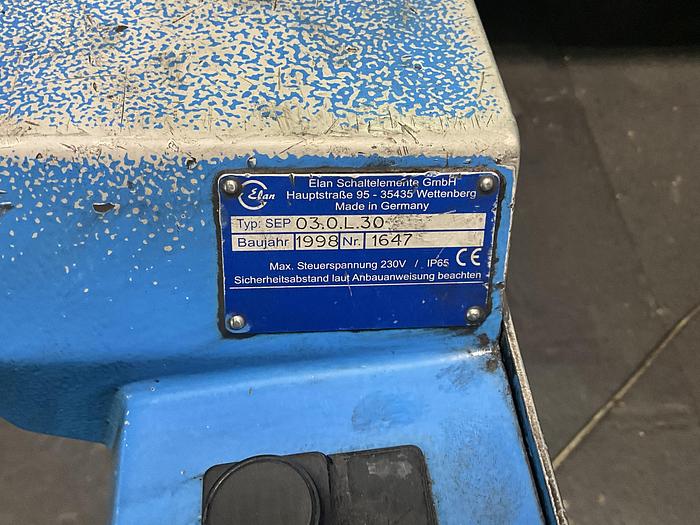 Elan
Elan Schaltelemente GmbH
Hauptstraße 95 - 35435 Wettenberg
Made in Germany
Typ: SEP 03.0.L.30
Baujahr 1998 Nr. 1647
Max. Steuerspannung 230V / IP65 CE
Sicherheitsabstand laut Anbauanweisung beachten